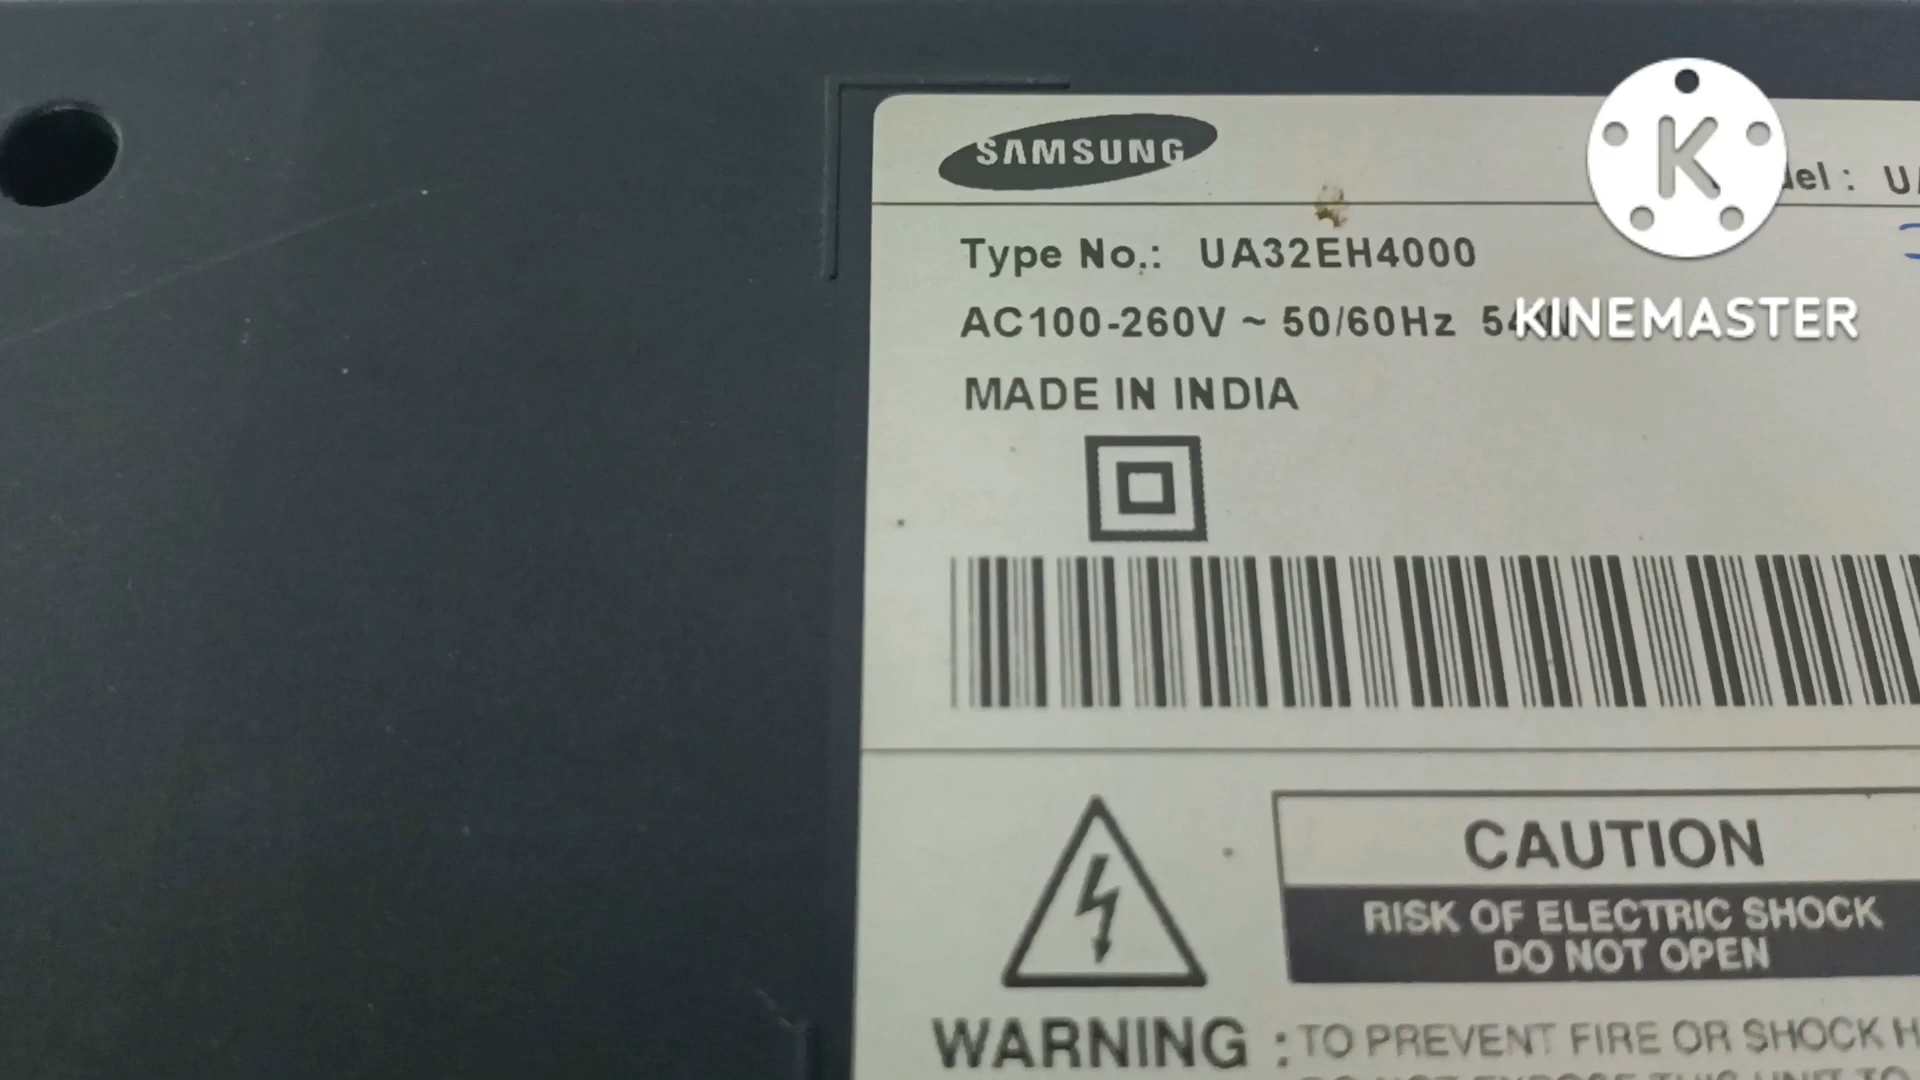 SAMSUNG
Type No.: UA32EH4000
AC100-260V ~ 50/60Hz
MADE IN INDIA
CAUTION
RISK OF ELECTRIC SHOCK
DO NOT OPEN
WARNING : TO PREVENT FIRE OR SHOCK
K
KINEMASTER